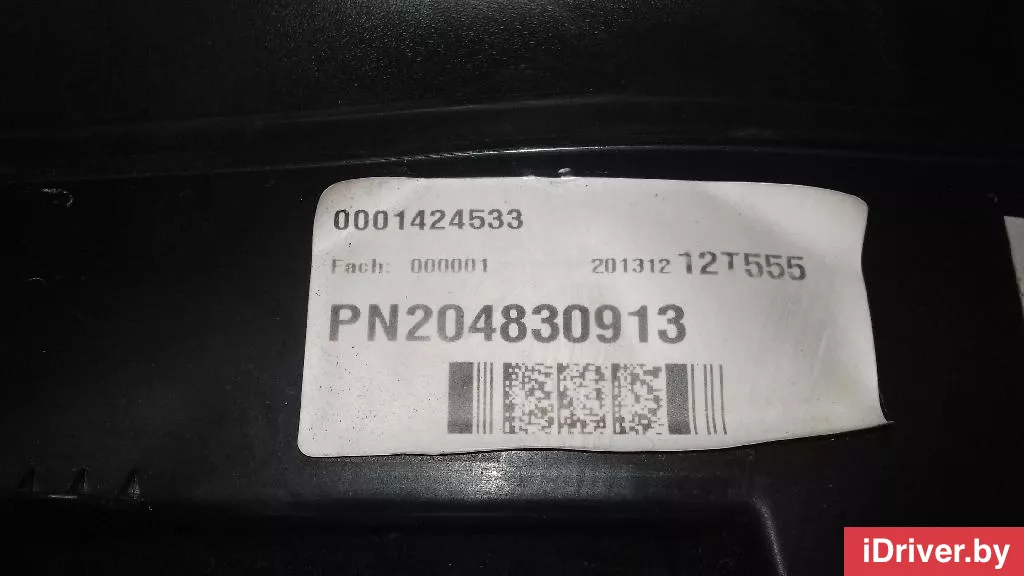 0001424533
Fach: 000001 201312 12T555
PN204830913
iDriver.by